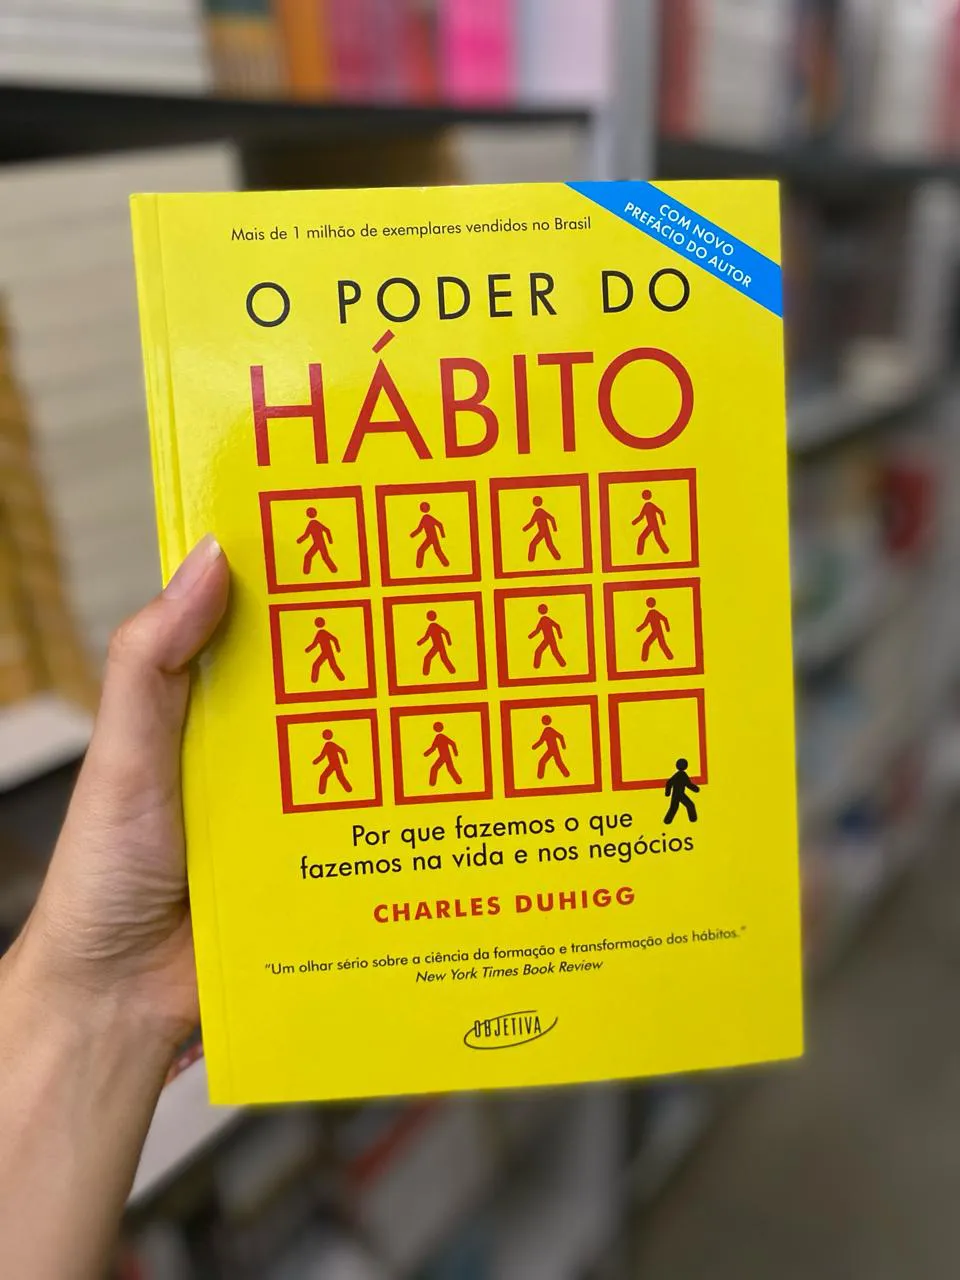 Mais de 1 milhão de exemplares vendidos no Brasil
COM NOVO
PREFÁCIO DO AUTOR
O PODER DO
HÁBITO
Por que fazemos o que
fazemos na vida e nos negócios
CHARLES DUHIGG
“Um olhar sério sobre a ciência da formação e transformação dos hábitos.”
New York Times Book Review
OBJETIVA